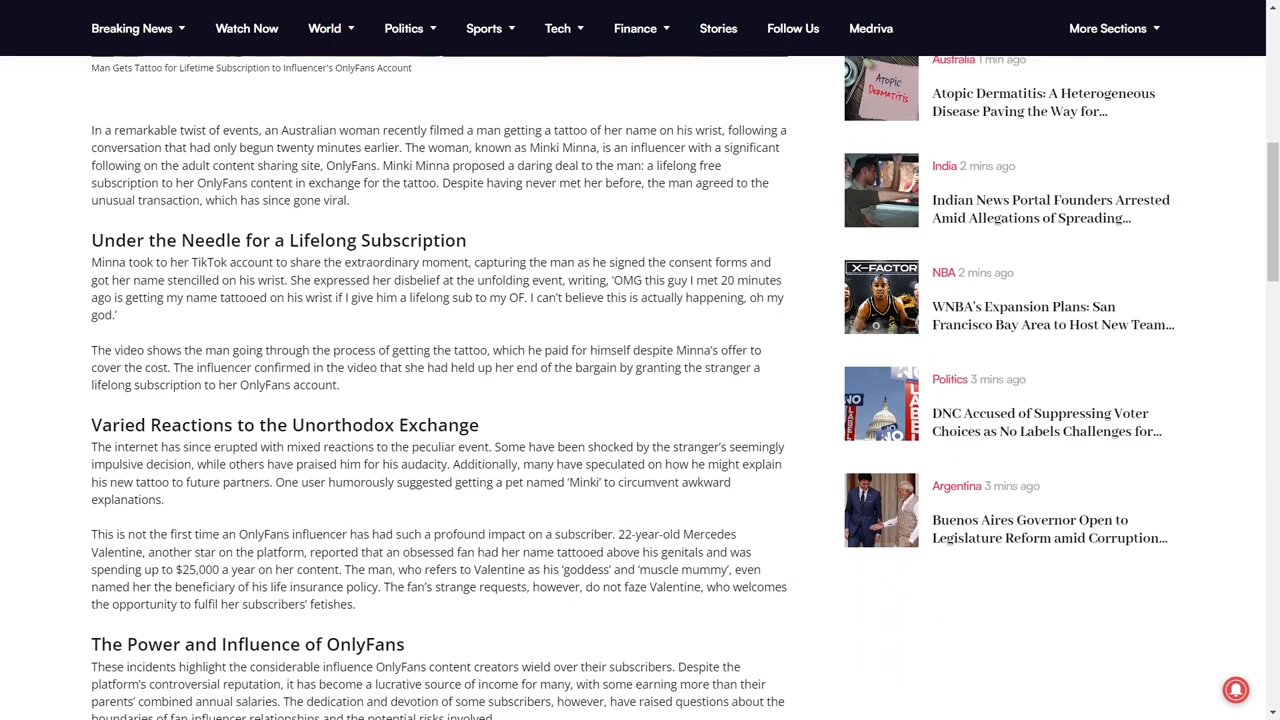 Breaking News
Watch Now
World
Politics
Sports
Tech
Finance
Stories
Follow Us
Medriva
More Sections
Man Gets Tattoo for Lifetime Subscription to Influencer's OnlyFans Account
In a remarkable twist of events, an Australian woman recently filmed a man getting a tattoo of her name on his wrist, following a
conversation that had only begun twenty minutes earlier. The woman, known as Minki Minna, is an influencer with a significant
following on the adult content sharing site, OnlyFans. Minki Minna proposed a daring deal to the man: a lifelong free
subscription to her OnlyFans content in exchange for the tattoo. Despite having never met her before, the man agreed to the
unusual transaction, which has since gone viral.
Under the Needle for a Lifelong Subscription
Minna took to her TikTok account to share the extraordinary moment, capturing the man as he signed the consent forms and
got her name stencilled on his wrist. She expressed her disbelief at the unfolding event, writing, ‘OMG this guy I met 20 minutes
ago is getting my name tattooed on his wrist if I give him a lifelong sub to my OF. I can’t believe this is actually happening, oh my
god.’
The video shows the man going through the process of getting the tattoo, which he paid for himself despite Minna’s offer to
cover the cost. The influencer confirmed in the video that she had held up her end of the bargain by granting the stranger a
lifelong subscription to her OnlyFans account.
Varied Reactions to the Unorthodox Exchange
The internet has since erupted with mixed reactions to the peculiar event. Some have been shocked by the stranger’s seemingly
impulsive decision, while others have praised him for his audacity. Additionally, many have speculated on how he might explain
his new tattoo to future partners. One user humorously suggested getting a pet named ‘Minki’ to circumvent awkward
explanations.
This is not the first time an OnlyFans influencer has had such a profound impact on a subscriber. 22-year-old Mercedes
Valentine, another star on the platform, reported that an obsessed fan had her name tattooed above his genitals and was
spending up to $25,000 a year on her content. The man, who refers to Valentine as his ‘goddess’ and ‘muscle mummy’, even
named her the beneficiary of his life insurance policy. The fan’s strange requests, however, do not faze Valentine, who welcomes
the opportunity to fulfil her subscribers’ fetishes.
The Power and Influence of OnlyFans
These incidents highlight the considerable influence OnlyFans content creators wield over their subscribers. Despite the
platform’s controversial reputation, it has become a lucrative source of income for many, with some earning more than their
parents’ combined annual salaries. The dedication and devotion of some subscribers, however, have raised questions about the
boundaries of fan-influencer relationships and the potential risks involved.
Australia 1 min ago
ATOPIC
DERMATITIS
Atopic Dermatitis: A Heterogeneous
Disease Paving the Way for...
India 2 mins ago
Indian News Portal Founders Arrested
Amid Allegations of Spreading...
NBA 2 mins ago
X-FACTOR
WNBA's Expansion Plans: San
Francisco Bay Area to Host New Team...
Politics 3 mins ago
NO
LABEL
NO
DNC Accused of Suppressing Voter
Choices as No Labels Challenges for...
Argentina 3 mins ago
Buenos Aires Governor Open to
Legislature Reform amid Corruption...